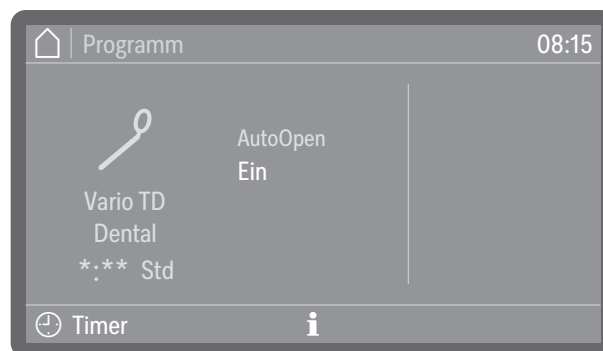 Programm
08:15
AutoOpen
Ein
Vario TD
Dental
*:** Std
Timer
i